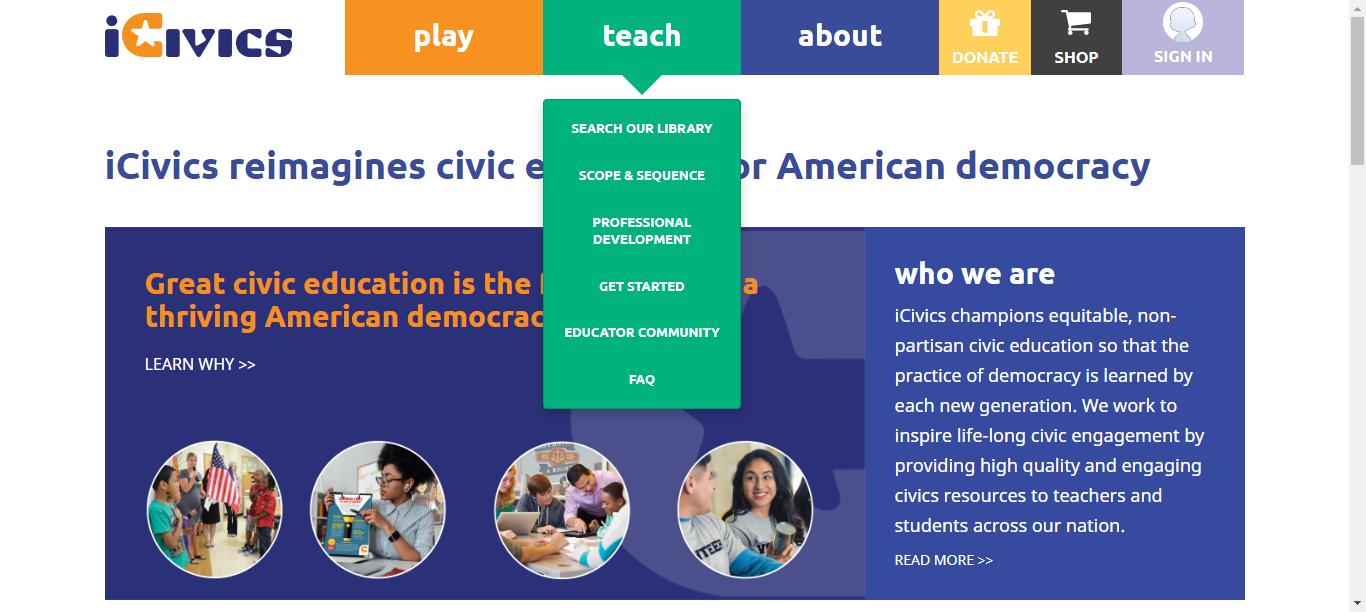 iCivics
play
teach
about
DONATE
SHOP
SIGN IN
SEARCH OUR LIBRARY
SCOPE & SEQUENCE
PROFESSIONAL
DEVELOPMENT
GET STARTED
EDUCATOR COMMUNITY
FAQ
iCivics reimagines civic e or American democracy
Great civic education is the a
thriving American democrac
LEARN WHY >>
who we are
iCivics champions equitable, non-
partisan civic education so that the
practice of democracy is learned by
each new generation. We work to
inspire life-long civic engagement by
providing high quality and engaging
civics resources to teachers and
students across our nation.
READ MORE >>